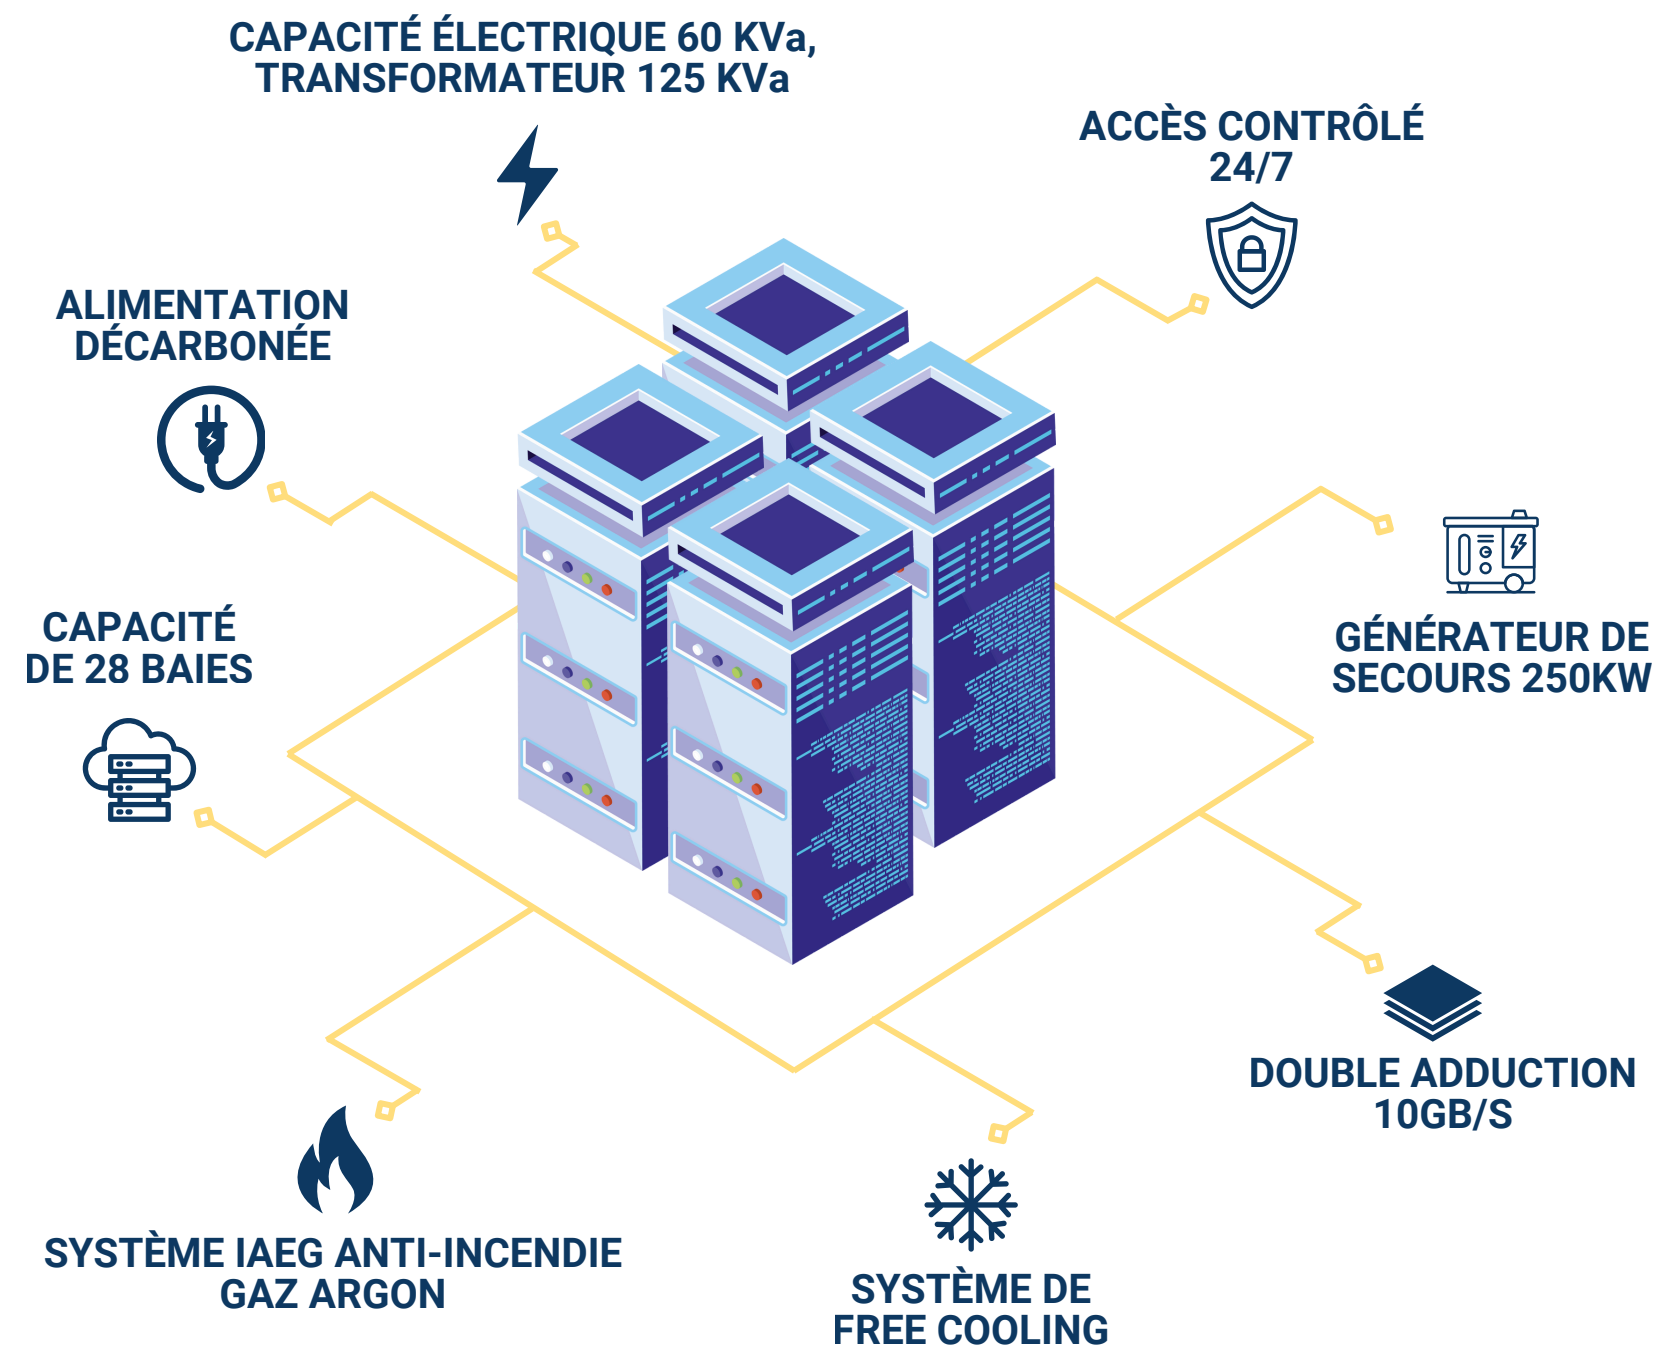 CAPACITÉ ÉLECTRIQUE 60 KVa,
TRANSFORMATEUR 125 KVa
ACCÈS CONTRÔLÉ
24/7
ALIMENTATION
DÉCARBONÉE
GÉNÉRATEUR DE
SECOURS 250KW
CAPACITÉ
DE 28 BAIES
DOUBLE ADDUCTION
10GB/S
SYSTÈME IAEG ANTI-INCENDIE
GAZ ARGON
SYSTÈME DE
FREE COOLING